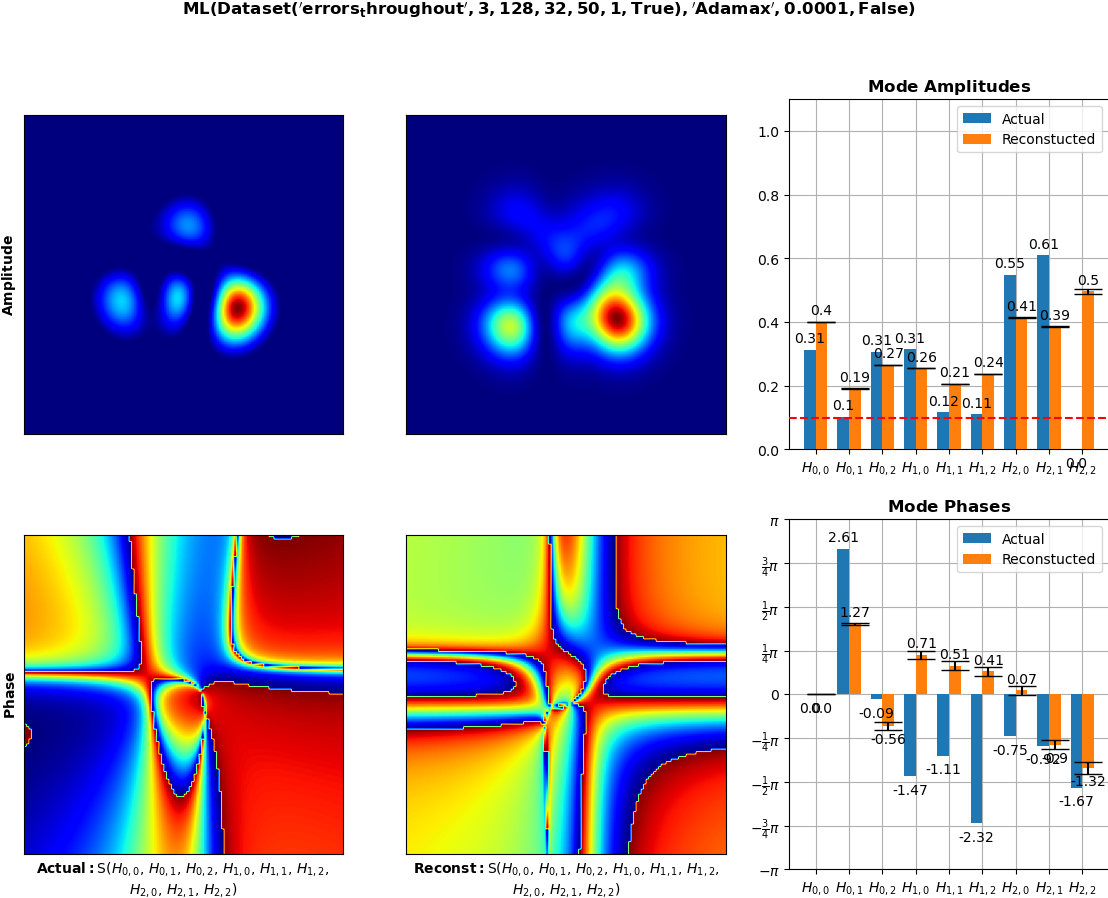 ML(Dataset('errors_throughout', 3, 128, 32, 50, 1, True), 'Adamax', 0.0001, False)
Mode Amplitudes
Actual
Reconstucted
1.0
0.8
0.6
0.4
0.2
0.0
0.31 0.4
0.1 0.19
0.31 0.27
0.31 0.26
0.12 0.21
0.11 0.24
0.55 0.41
0.61 0.39
0.0 0.5
H0,0 H0,1 H0,2 H1,0 H1,1 H1,2 H2,0 H2,1 H2,2
Amplitude
Mode Phases
Actual
Reconstucted
π
3/4π
1/2π
1/4π
0
−1/4π
−1/2π
−3/4π
−π
0.0 0.0
2.61 1.27
-0.09 -0.56
-1.47 0.71
-1.11 0.51
-2.32 0.41
-0.75 0.07
-0.92 -0.9
-1.67 -1.32
H0,0 H0,1 H0,2 H1,0 H1,1 H1,2 H2,0 H2,1 H2,2
Phase
Actual: S(H0,0, H0,1, H0,2, H1,0, H1,1, H1,2,
H2,0, H2,1, H2,2)
Reconst: S(H0,0, H0,1, H0,2, H1,0, H1,1, H1,2,
H2,0, H2,1, H2,2)